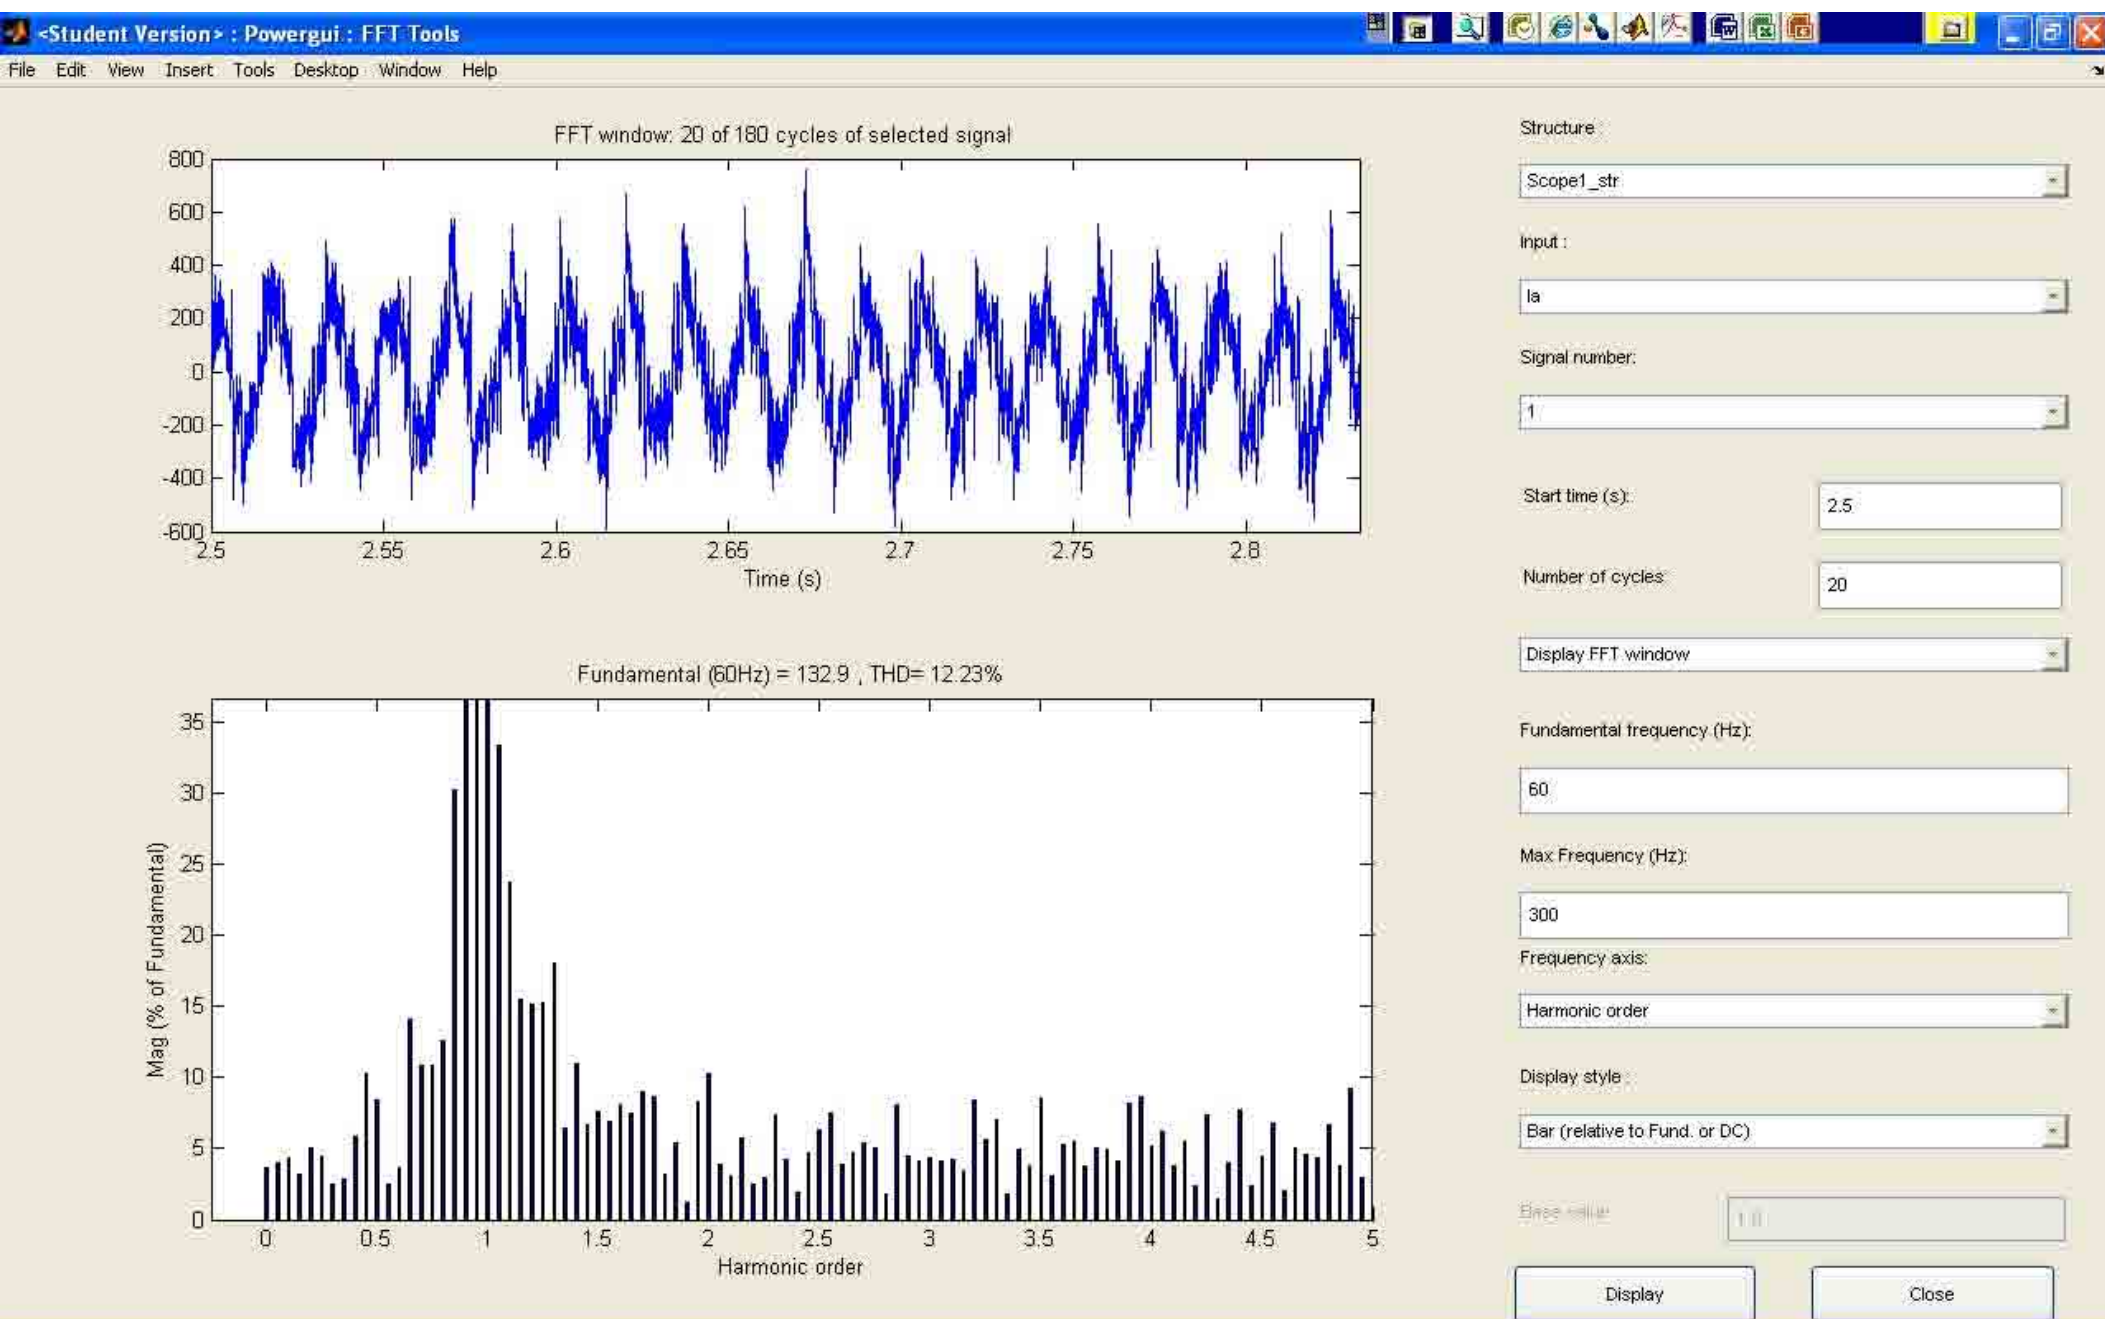 <Student Version> : Powergui : FFT Tools
File Edit View Insert Tools Desktop Window Help
FFT window: 20 of 180 cycles of selected signal
800
600
400
200
0
-200
-400
-600
2.5 2.55 2.6 2.65 2.7 2.75 2.8
Time (s)
Fundamental (60Hz) = 132.9 , THD= 12.23%
Mag (% of Fundamental)
35
30
25
20
15
10
5
0
0 0.5 1 1.5 2 2.5 3 3.5 4 4.5 5
Harmonic order
Structure :
Scope1_str
Input :
Ia
Signal number:
1
Start time (s): 2.5
Number of cycles: 20
Display FFT window
Fundamental frequency (Hz):
60
Max Frequency (Hz):
300
Frequency axis:
Harmonic order
Display style :
Bar (relative to Fund. or DC)
Base value: 1.0
Display Close